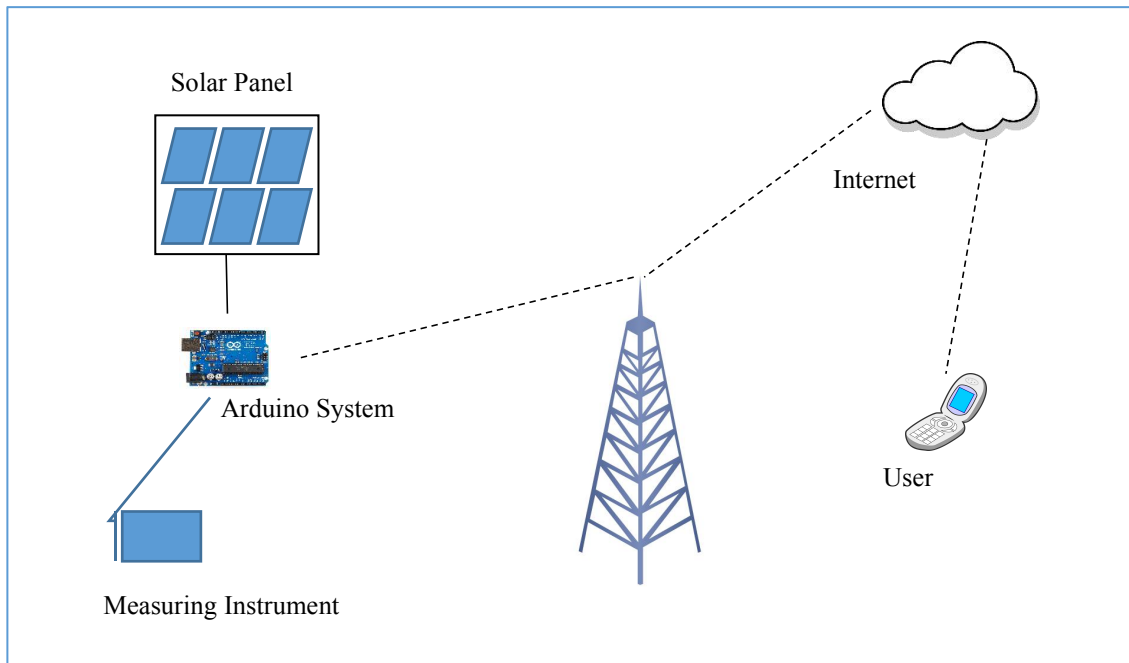 Solar Panel
Internet
Arduino System
User
Measuring Instrument